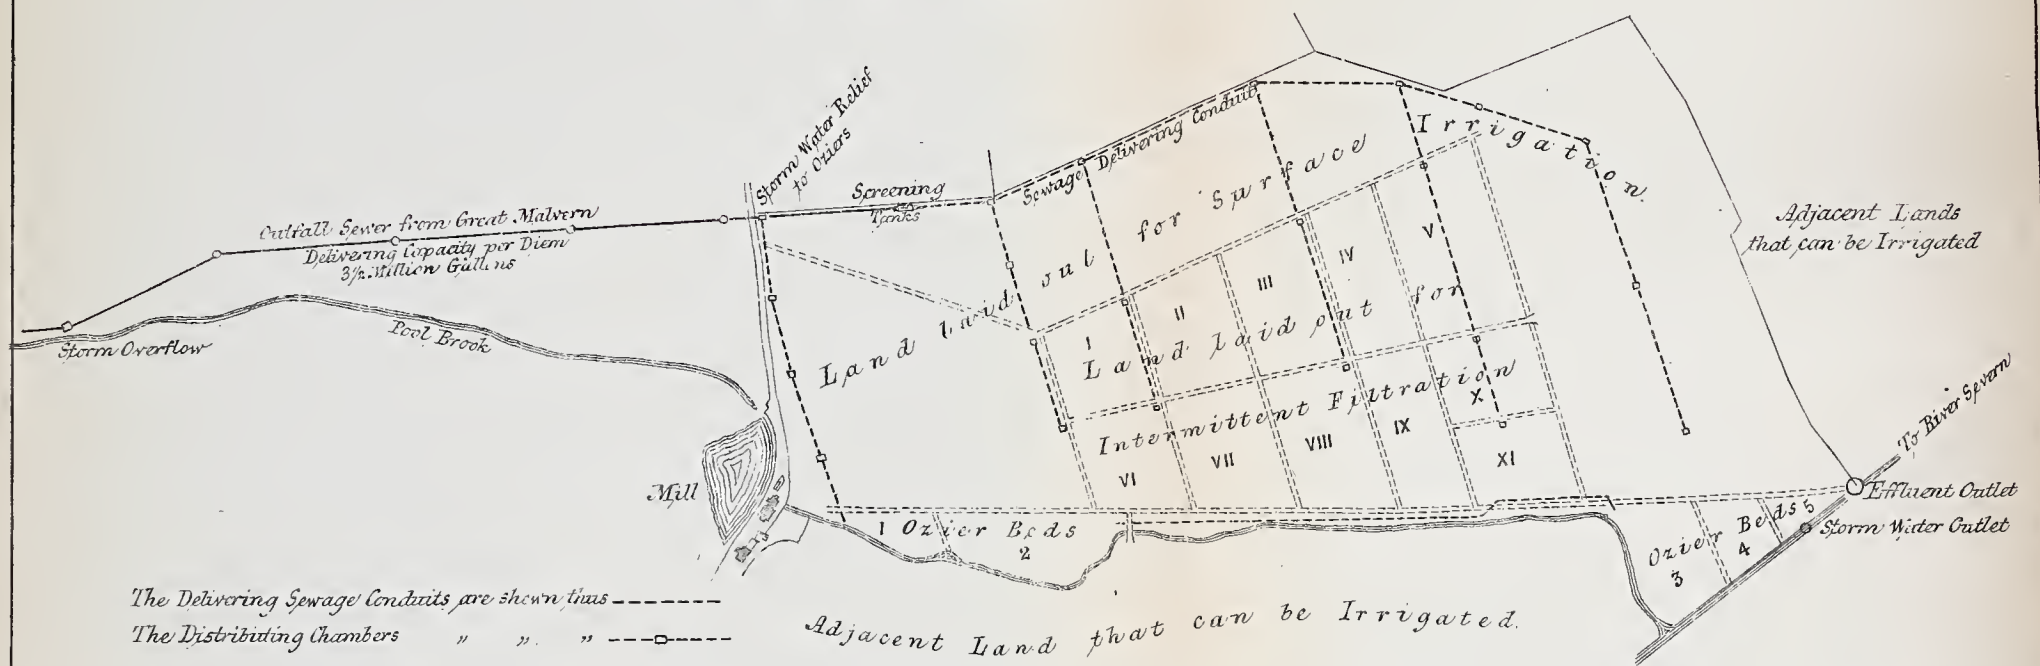 Storm Water Relief
to Oziers
Outfall Sewer from Great Malvern
Delivering Capacity per Diem
3½ Million Gallons
Screening
Tanks
Sewage Delivering Conduit
Storm Overflow
Pool Brook
Mill
Land laid out for Surface Irrigation.
Adjacent Lands
that can be Irrigated
I
II
III
IV
V
Land laid out for
Intermittent Filtration
VI
VII
VIII
IX
X
XI
1 Ozier Beds
2
Ozier Beds 5
3
4
To River Severn
Effluent Outlet
Storm Water Outlet
The Delivering Sewage Conduits are shewn thus
The Distributing Chambers " " "
Adjacent Land that can be Irrigated.